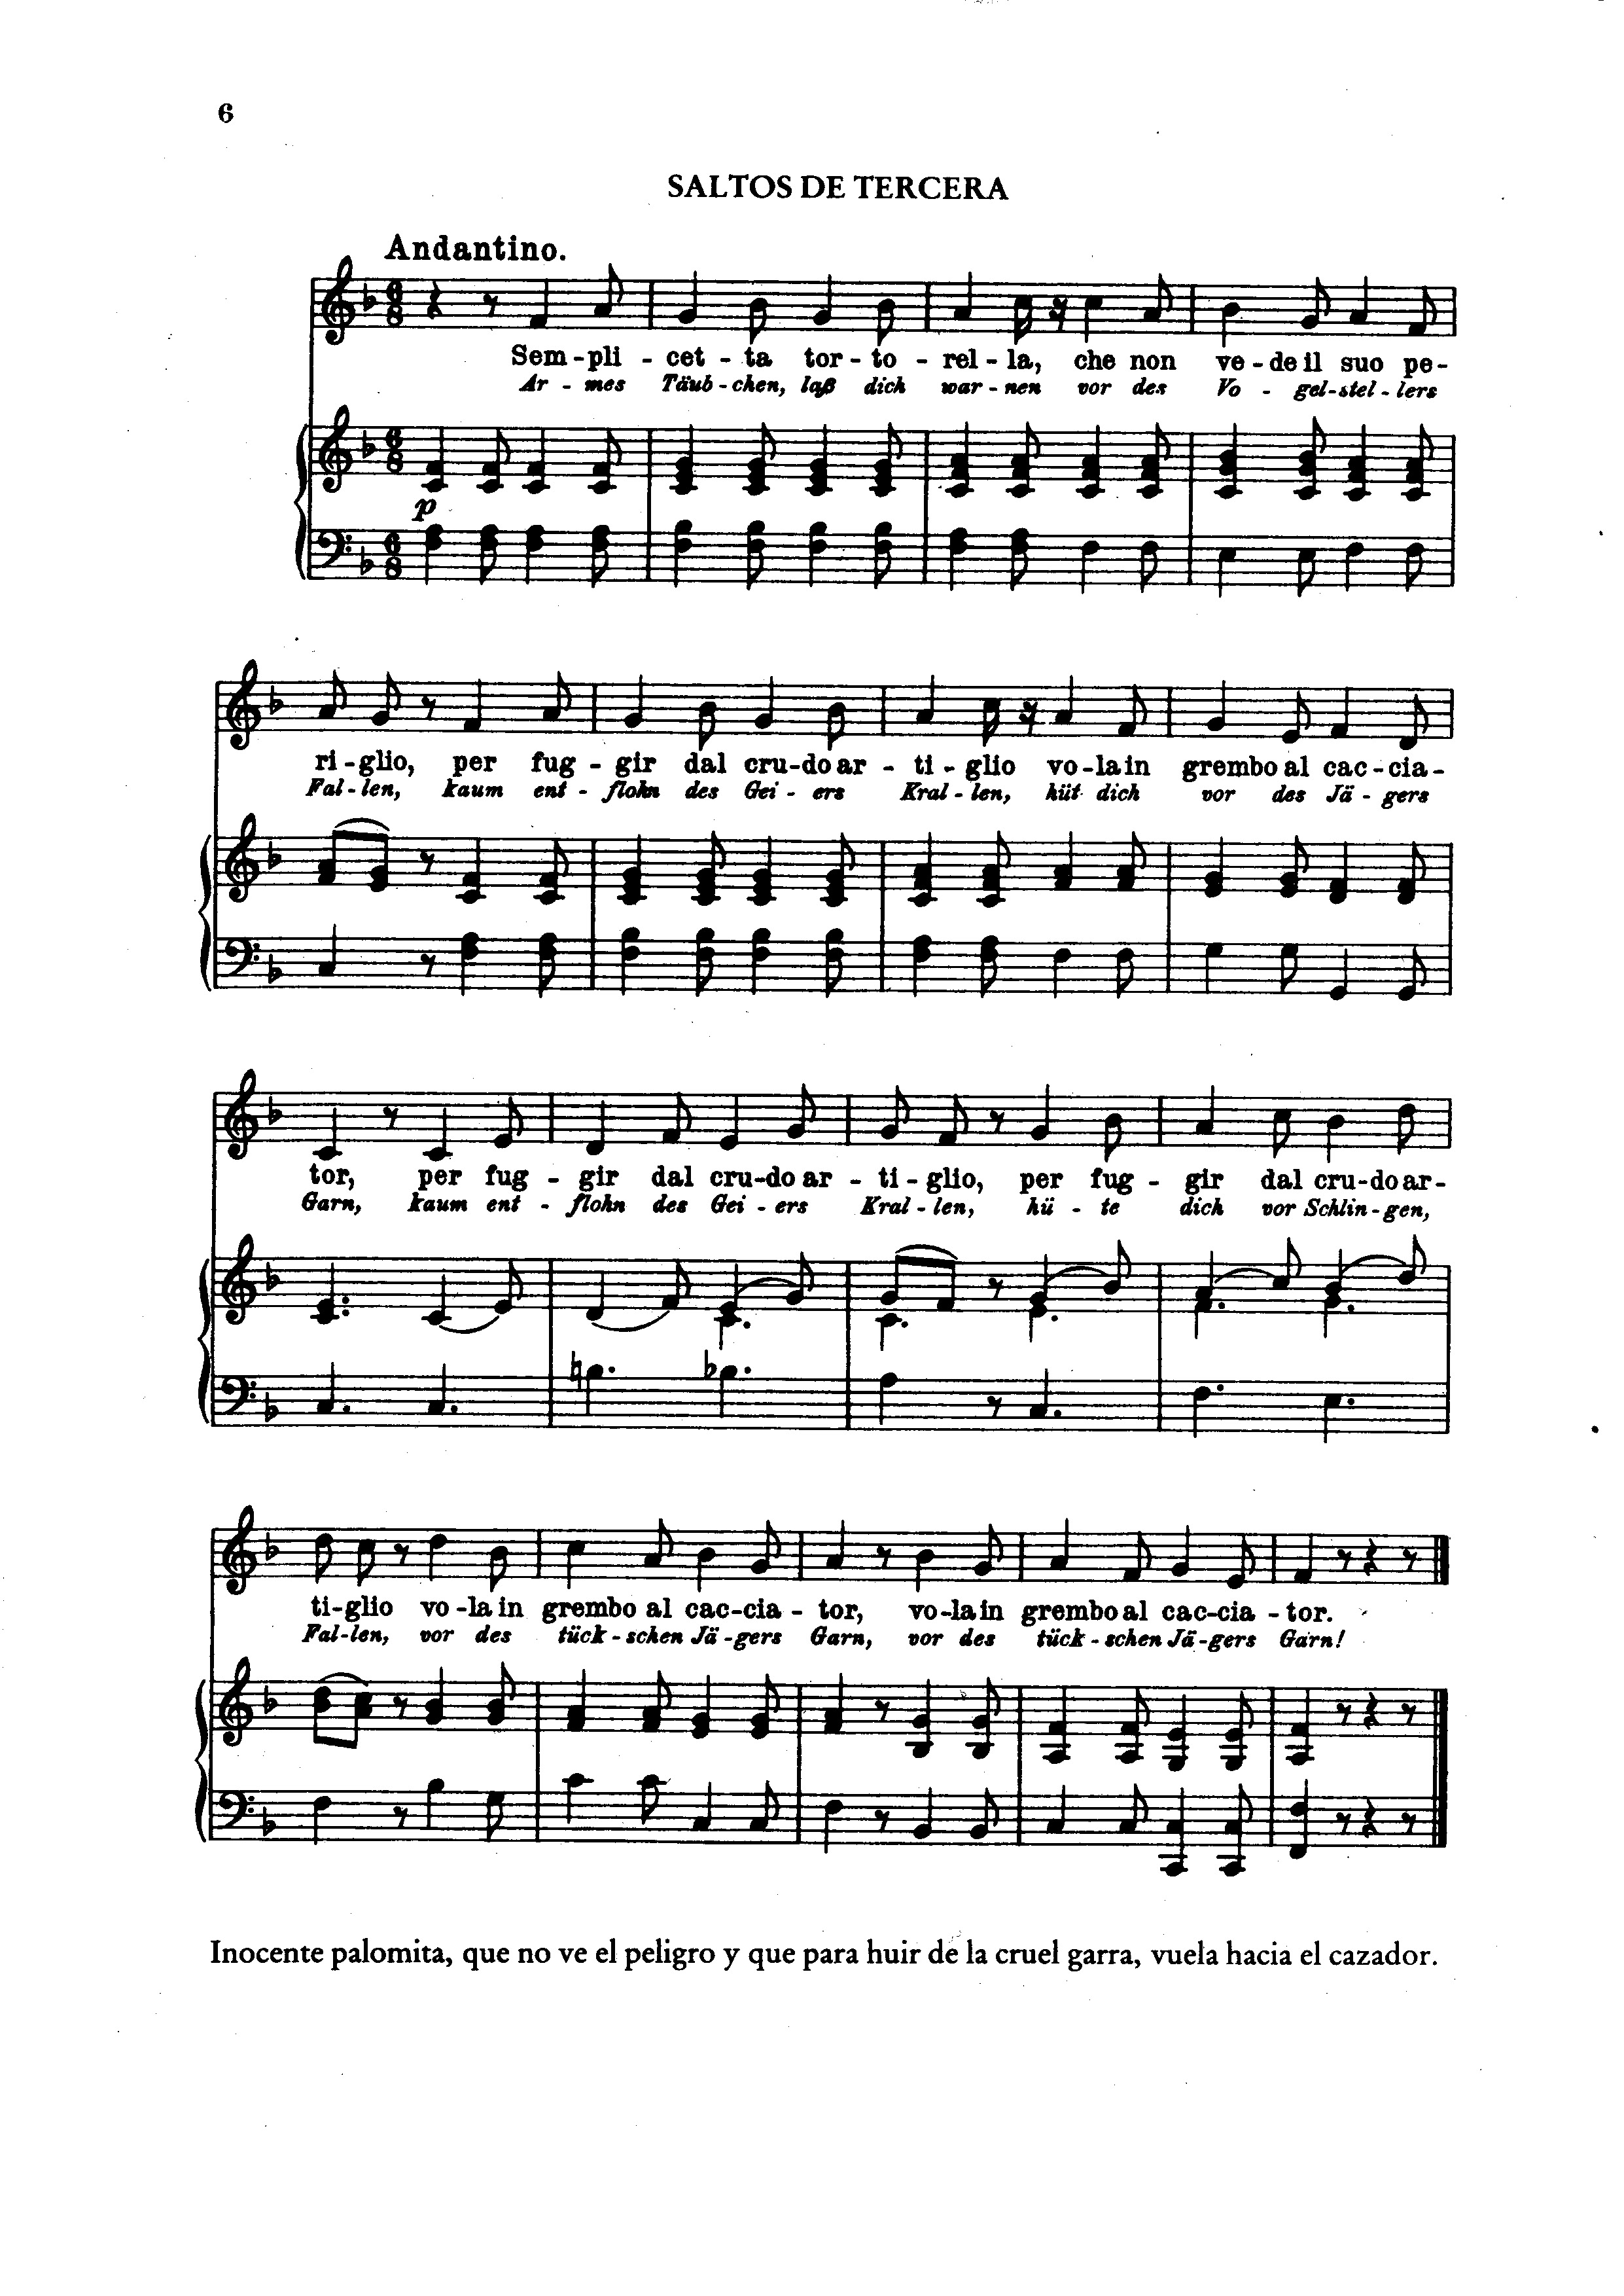 6
SALTOS DE TERCERA
Andantino.
Sem-pli - cet - ta tor - to - rel - la, che non ve-de il suo pe-
Ar - mes Täub-chen, laß dich war-nen vor des Vo - gel-stel-lers
p
ri-glio, per fug - gir dal cru-do ar - ti - glio vo-la in grembo al cac-cia-
Fal-len, kaum ent - flohn des Gei - ers Kral-len, hüt dich vor des Jä - gers
tor, per fug - gir dal cru-do ar - ti - glio, per fug - gir dal cru-do ar-
Garn, kaum ent - flohn des Gei - ers Kral-len, hü - te dich vor Schlin-gen,
ti-glio vo-la in grembo al cac-cia - tor, vo-la in grembo al cac-cia - tor.
Fal-len, vor des tück-schen Jä-gers Garn, vor des tück-schen Jä-gers Garn!
Inocente palomita, que no ve el peligro y que para huir de la cruel garra, vuela hacia el cazador.